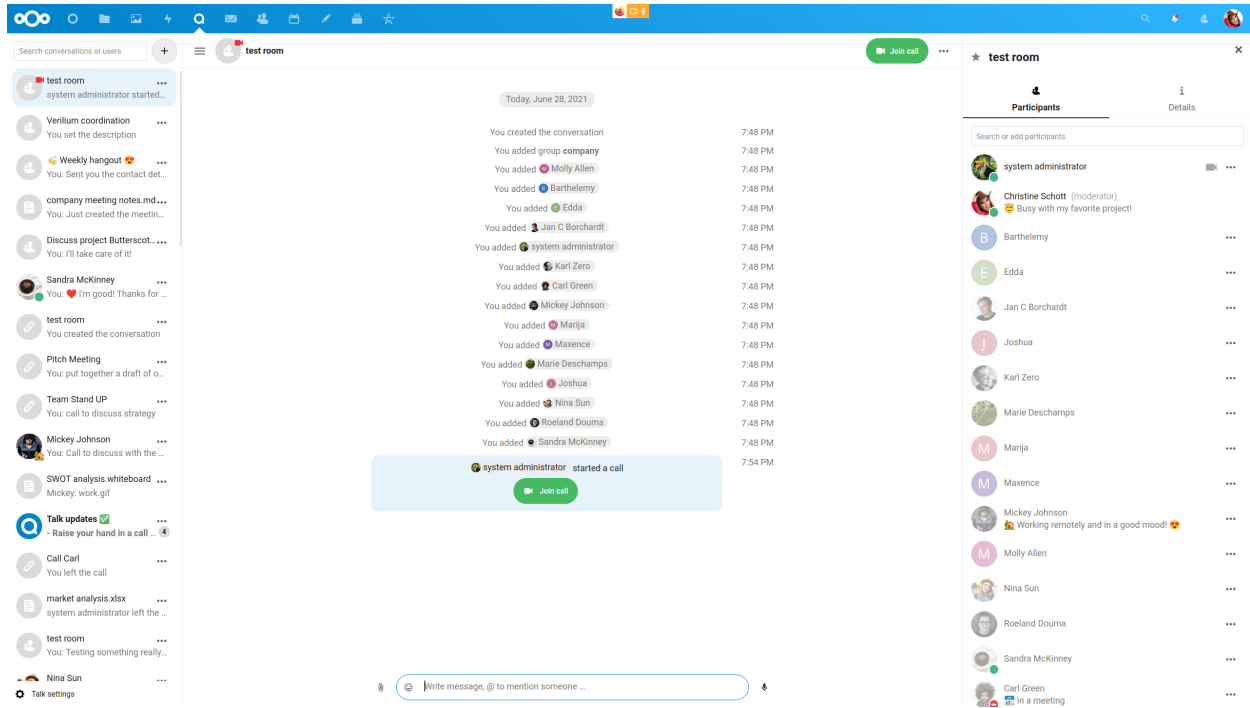 Search conversations or users
+
test room
system administrator started...
Verilium coordination
You set the description
👋 Weekly hangout 😍
You: Sent you the contact det...
company meeting notes.md...
You: Just created the meetin...
Discuss project Butterscot...
You: I'll take care of it!
Sandra McKinney
You: ❤️ I'm good! Thanks for ...
test room
You created the conversation
Pitch Meeting
You: put together a draft of o...
Team Stand UP
You: call to discuss strategy
Mickey Johnson
You: Call to discuss with the ...
SWOT analysis.whiteboard
Mickey: work.gif
Talk updates ✅
- Raise your hand in a call ... 4
Call Carl
You left the call
market analysis.xlsx
system administrator left the ...
test room
You: Testing something really...
Nina Sun
Talk settings
test room
Join call
Today, June 28, 2021
You created the conversation 7:48 PM
You added group company 7:48 PM
You added M Molly Allen 7:48 PM
You added B Barthelemy 7:48 PM
You added E Edda 7:48 PM
You added Jan C Borchardt 7:48 PM
You added system administrator 7:48 PM
You added Karl Zero 7:48 PM
You added Carl Green 7:48 PM
You added Mickey Johnson 7:48 PM
You added M Marija 7:48 PM
You added M Maxence 7:48 PM
You added Marie Deschamps 7:48 PM
You added J Joshua 7:48 PM
You added Nina Sun 7:48 PM
You added Roeland Douma 7:48 PM
You added Sandra McKinney 7:48 PM
system administrator started a call 7:54 PM
Join call
Write message, @ to mention someone ...
test room
Participants
Details
Search or add participants
system administrator
Christine Schott (moderator)
😇 Busy with my favorite project!
B Barthelemy
E Edda
Jan C Borchardt
J Joshua
Karl Zero
Marie Deschamps
M Marija
M Maxence
Mickey Johnson
🏡 Working remotely and in a good mood! 😍
M Molly Allen
Nina Sun
Roeland Douma
Sandra McKinney
Carl Green
📅 In a meeting